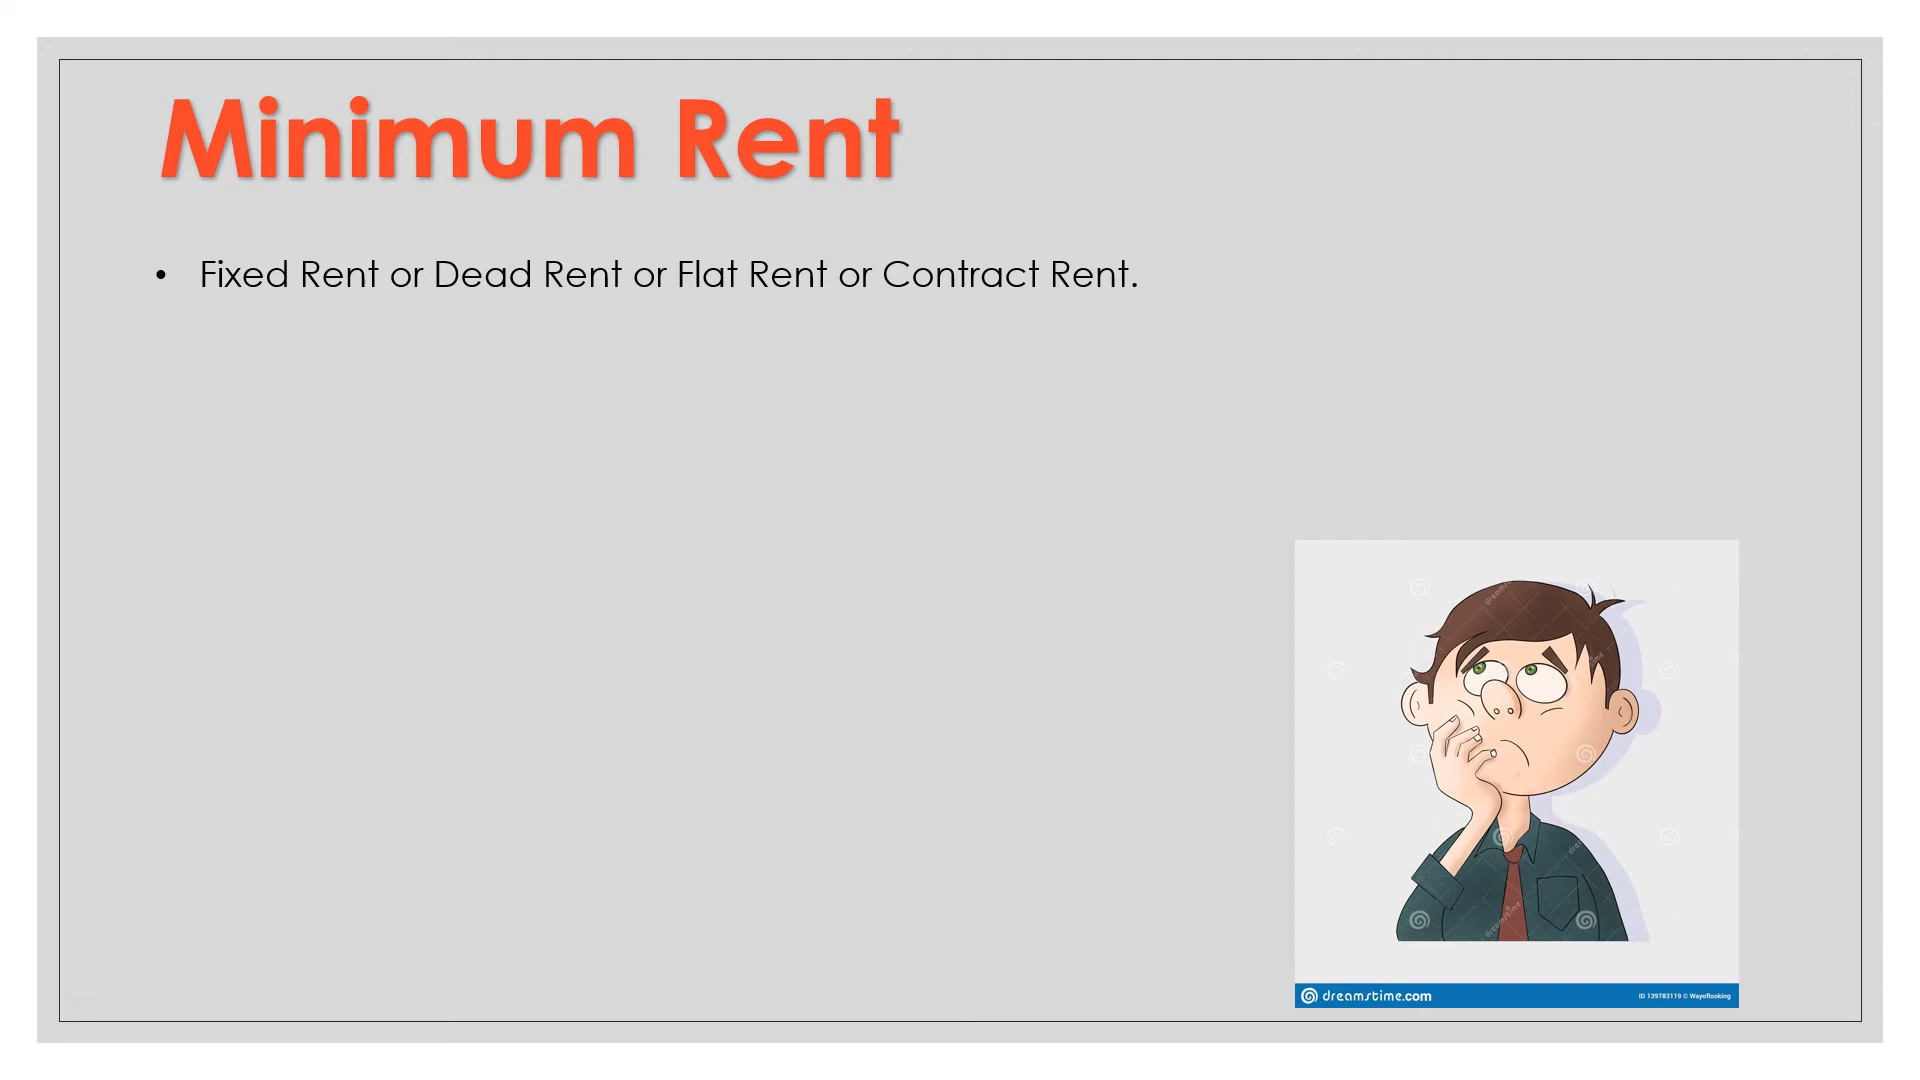 Minimum Rent
• Fixed Rent or Dead Rent or Flat Rent or Contract Rent.
dreamstime.com
ID 139783119 © Wayoflooking